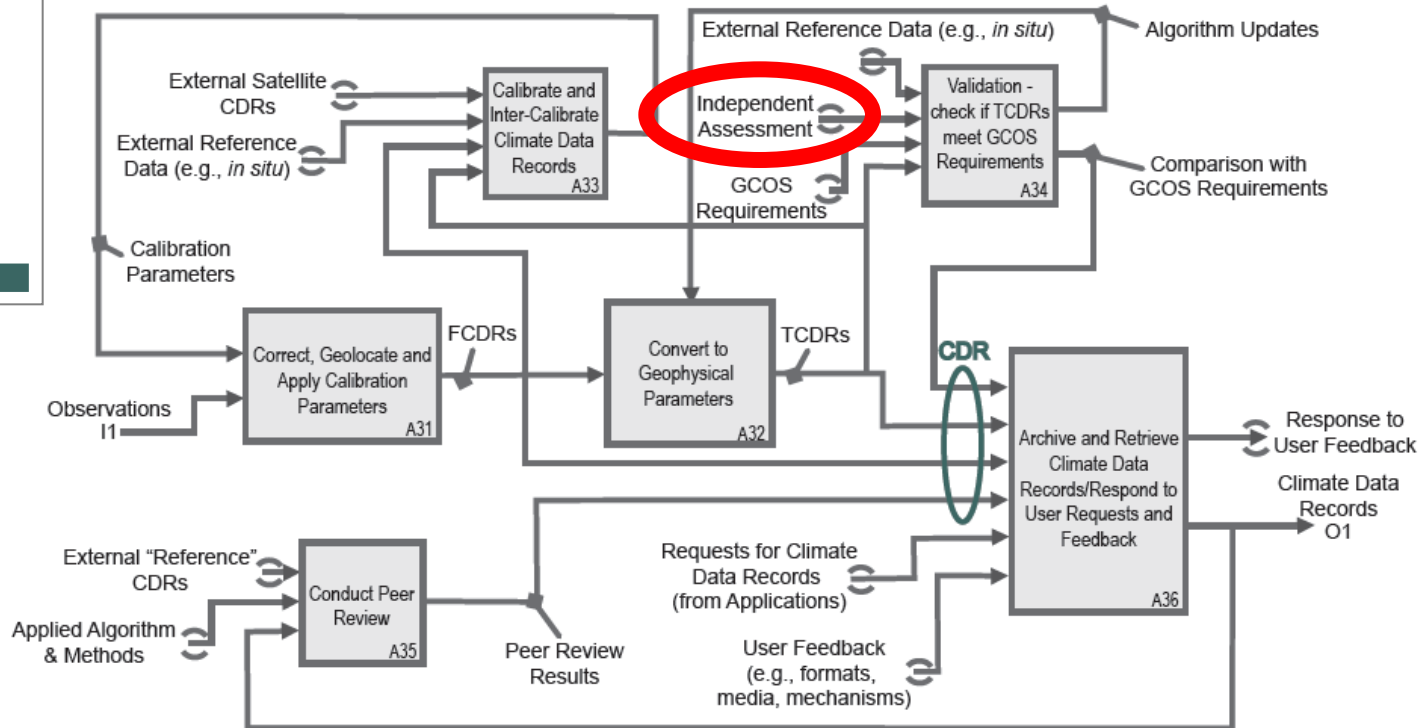 External Reference Data (e.g., in situ)
Algorithm Updates
External Satellite
CDRs
External Reference
Data (e.g., in situ)
Calibrate and
Inter-Calibrate
Climate Data
Records
A33
Independent
Assessment
GCOS
Requirements
Validation -
check if TCDRs
meet GCOS
Requirements
A34
Comparison with
GCOS Requirements
Calibration
Parameters
Observations
I1
Correct, Geolocate and
Apply Calibration
Parameters
A31
FCDRs
Convert to
Geophysical
Parameters
A32
TCDRs
CDR
Archive and Retrieve
Climate Data
Records/Respond to
User Requests and
Feedback
A36
Response to
User Feedback
Climate Data
Records
O1
External “Reference”
CDRs
Applied Algorithm
& Methods
Conduct Peer
Review
A35
Peer Review
Results
Requests for Climate
Data Records
(from Applications)
User Feedback
(e.g., formats,
media, mechanisms)